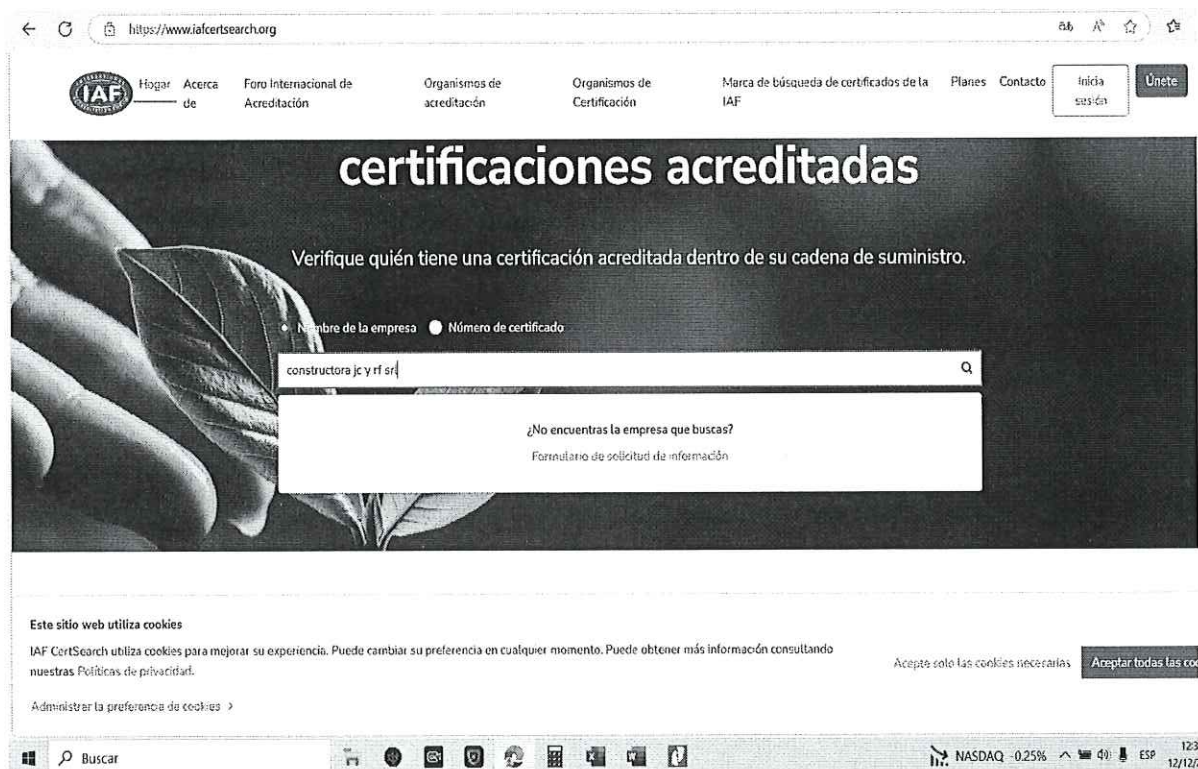 https://www.iafcertsearch.org
IAF
Hogar
Acerca de
Foro Internacional de Acreditación
Organismos de acreditación
Organismos de Certificación
Marca de búsqueda de certificados de la IAF
Planes
Contacto
Inicia sesión
Únete
certificaciones acreditadas
Verifique quién tiene una certificación acreditada dentro de su cadena de suministro.
Nombre de la empresa
Número de certificado
constructora jc y rf srl
¿No encuentras la empresa que buscas?
Formulario de solicitud de información
Este sitio web utiliza cookies
IAF CertSearch utiliza cookies para mejorar su experiencia. Puede cambiar su preferencia en cualquier momento. Puede obtener más información consultando
nuestras Políticas de privacidad.
Acepte solo las cookies necesarias
Aceptar todas las coo
Administrar la preferencia de cookies >
Buscar
NASDAQ -0.25%
ESP